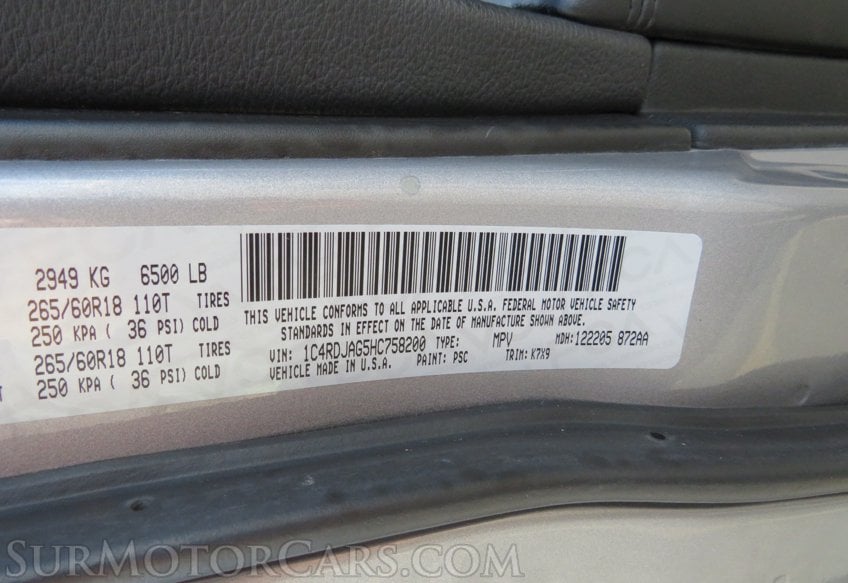 2949 KG 6500 LB
265/60R18 110T TIRES
250 KPA ( 36 PSI) COLD
265/60R18 110T TIRES
250 KPA ( 36 PSI) COLD
THIS VEHICLE CONFORMS TO ALL APPLICABLE U.S.A. FEDERAL MOTOR VEHICLE SAFETY
STANDARDS IN EFFECT ON THE DATE OF MANUFACTURE SHOWN ABOVE.
VIN: 1C4RDJAG5HC758200 TYPE: MPV MDH: 122205 872AA
VEHICLE MADE IN U.S.A. PAINT: PSC TRIM: K7X9
SurMotorCars.com